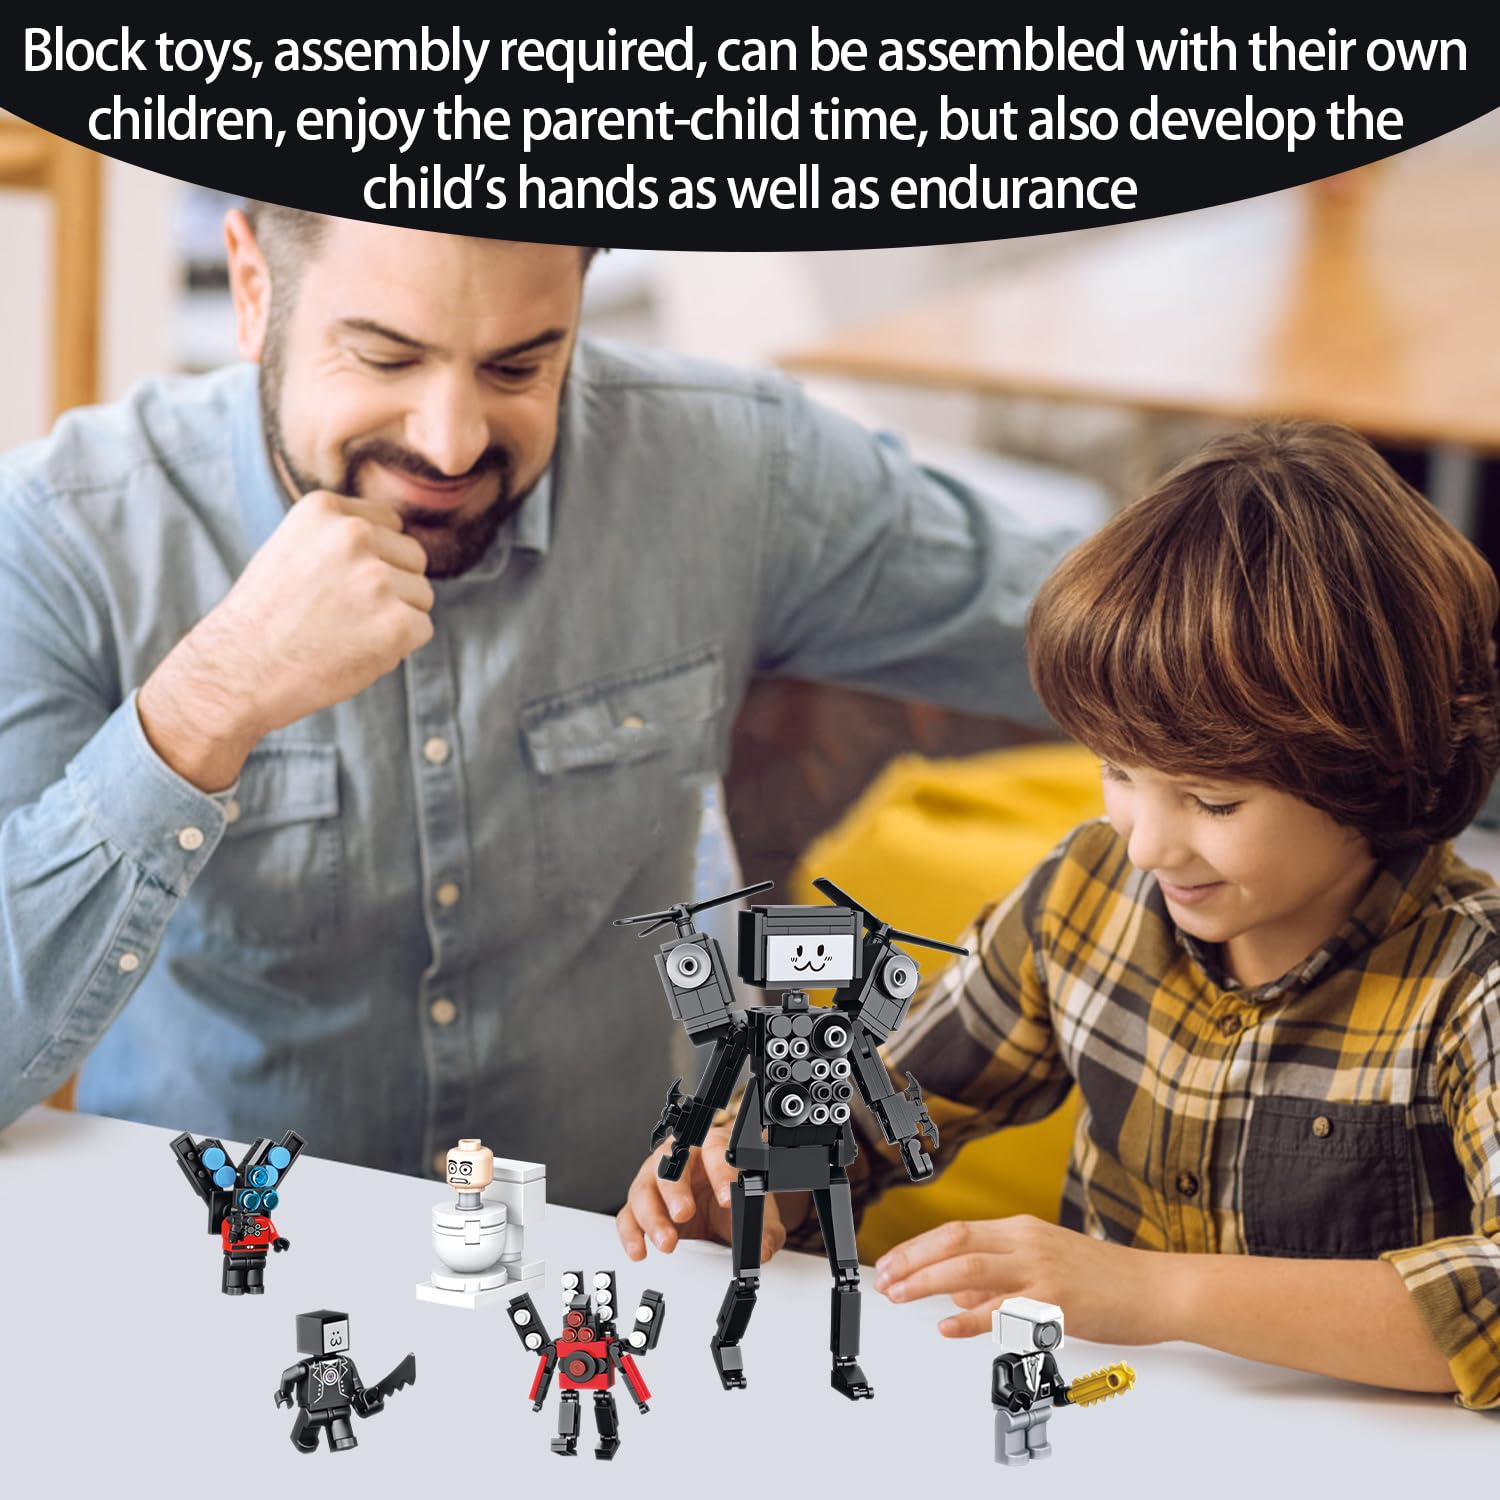 Block toys, assembly required, can be assembled with their own
children, enjoy the parent-child time, but also develop the
child's hands as well as endurance